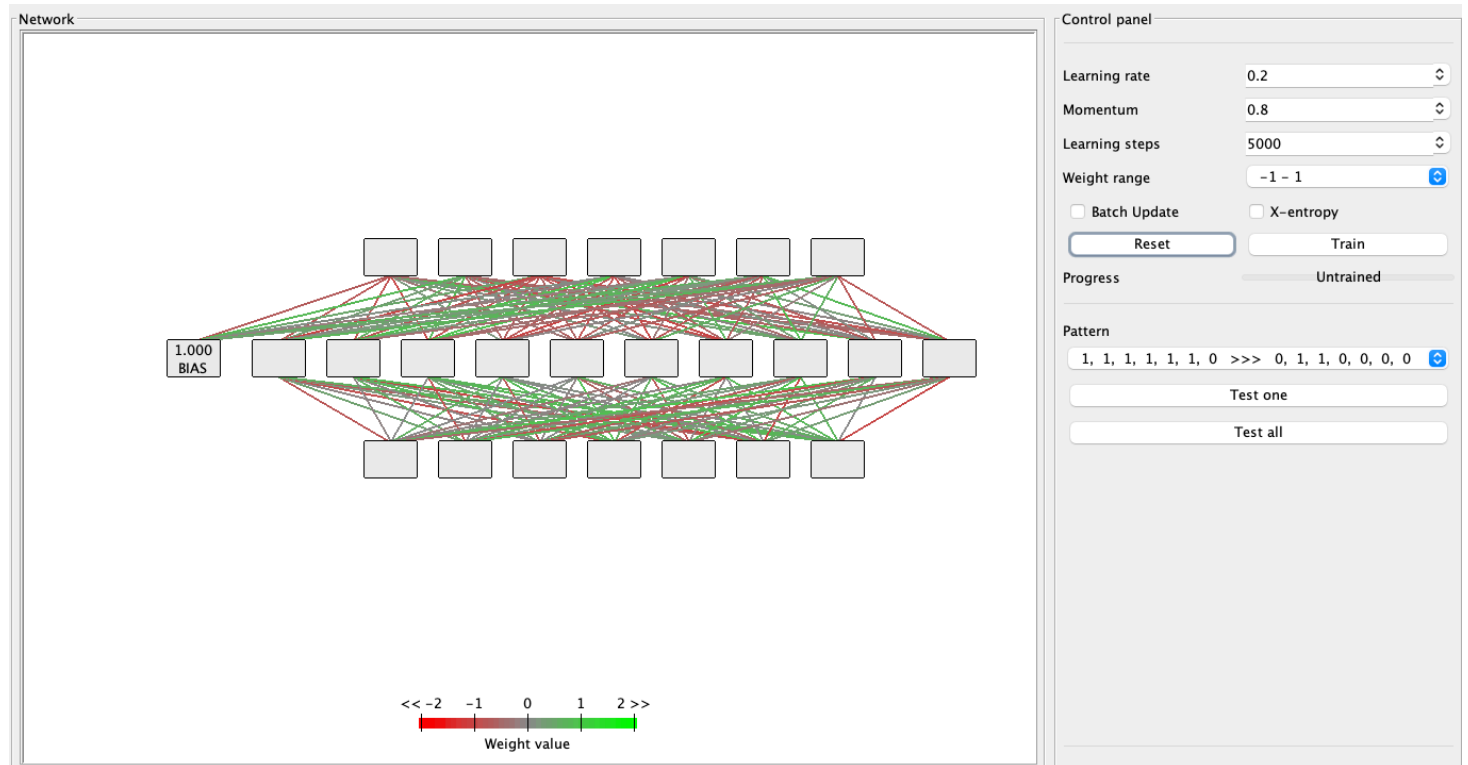 Network
1.000
BIAS
<< -2 -1 0 1 2 >>
Weight value
Control panel
Learning rate 0.2
Momentum 0.8
Learning steps 5000
Weight range -1 - 1
Batch Update X-entropy
Reset Train
Progress Untrained
Pattern
1, 1, 1, 1, 1, 1, 0 >>> 0, 1, 1, 0, 0, 0, 0
Test one
Test all